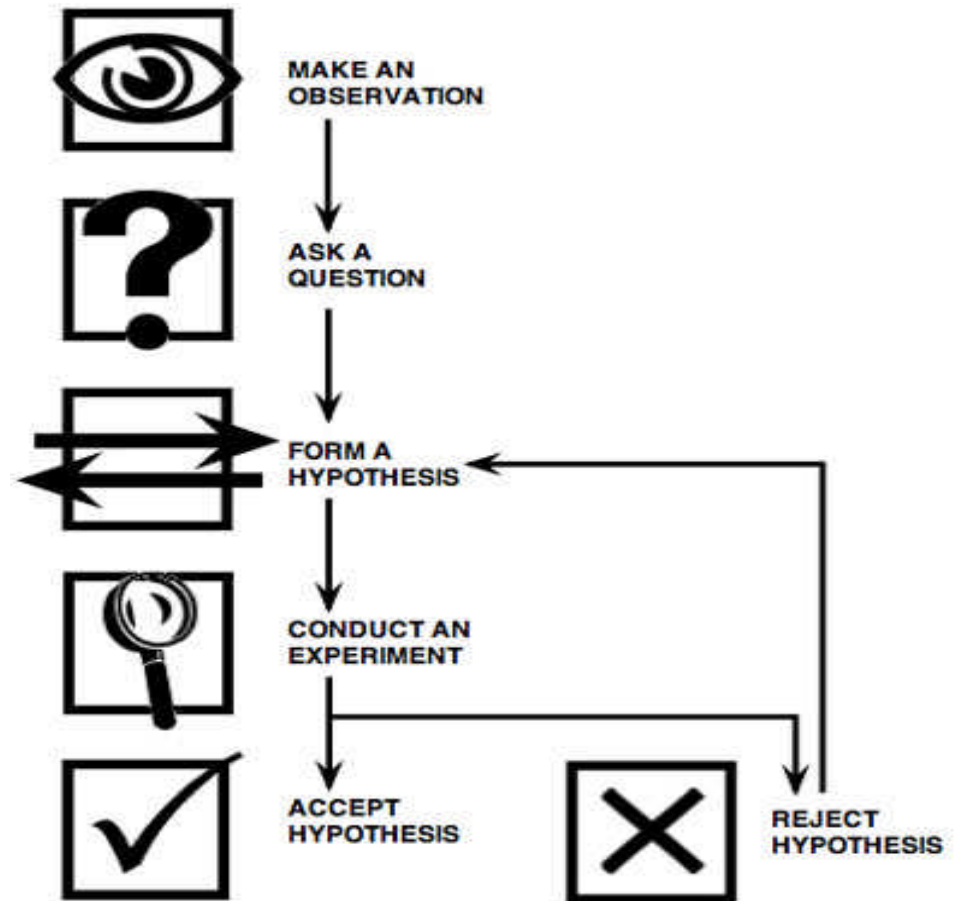 MAKE AN
OBSERVATION
ASK A
QUESTION
FORM A
HYPOTHESIS
CONDUCT AN
EXPERIMENT
ACCEPT
HYPOTHESIS
REJECT
HYPOTHESIS